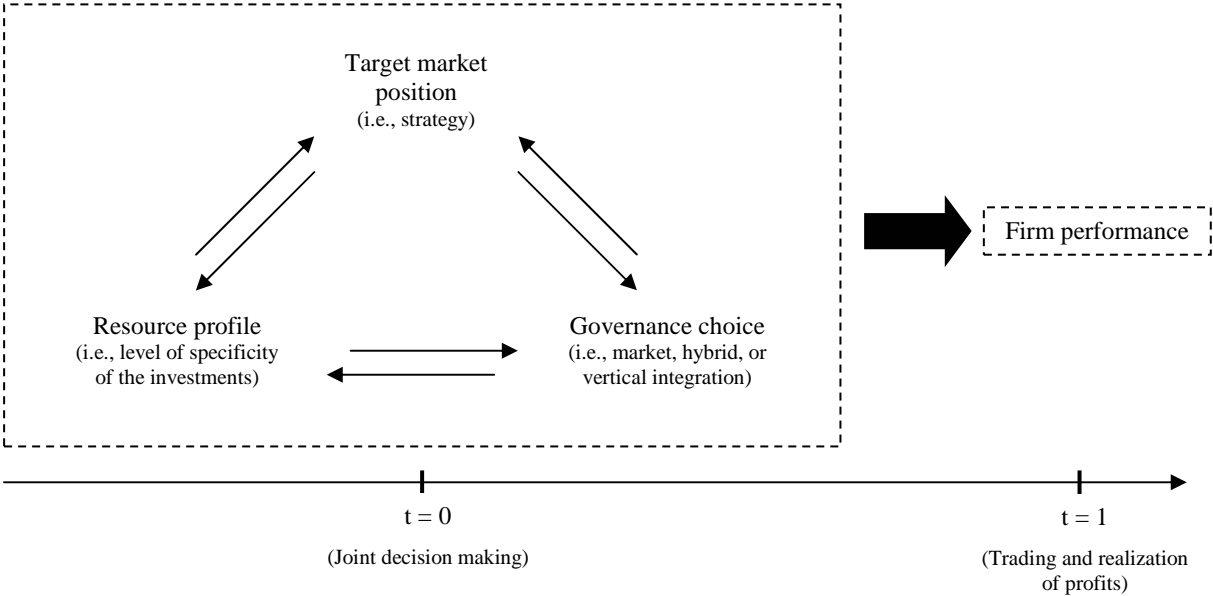 Target market
position
(i.e., strategy)
Firm performance
Resource profile
(i.e., level of specificity
of the investments)
Governance choice
(i.e., market, hybrid, or
vertical integration)
t = 0
(Joint decision making)
t = 1
(Trading and realization
of profits)